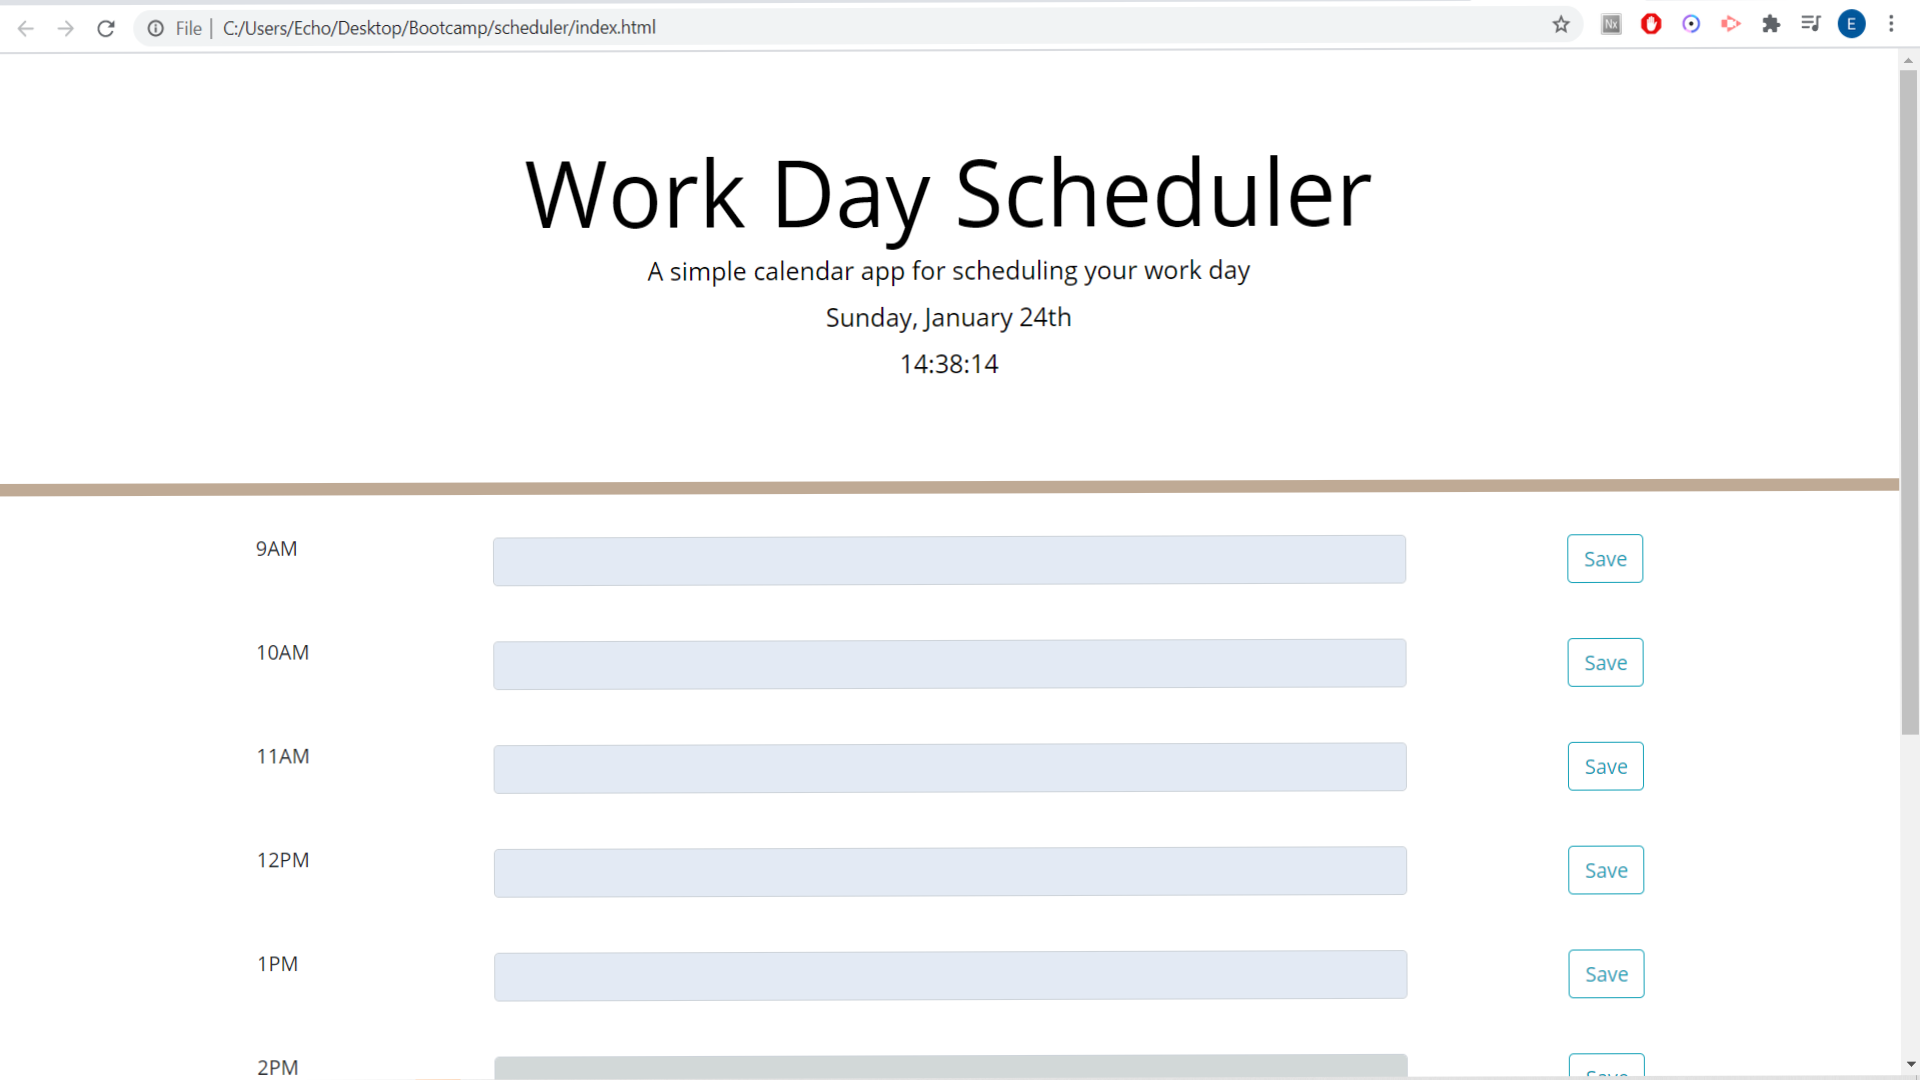 File | C:/Users/Echo/Desktop/Bootcamp/scheduler/index.html
Nx
E
Work Day Scheduler
A simple calendar app for scheduling your work day
Sunday, January 24th
14:38:14
9AM Save
10AM Save
11AM Save
12PM Save
1PM Save
2PM Save